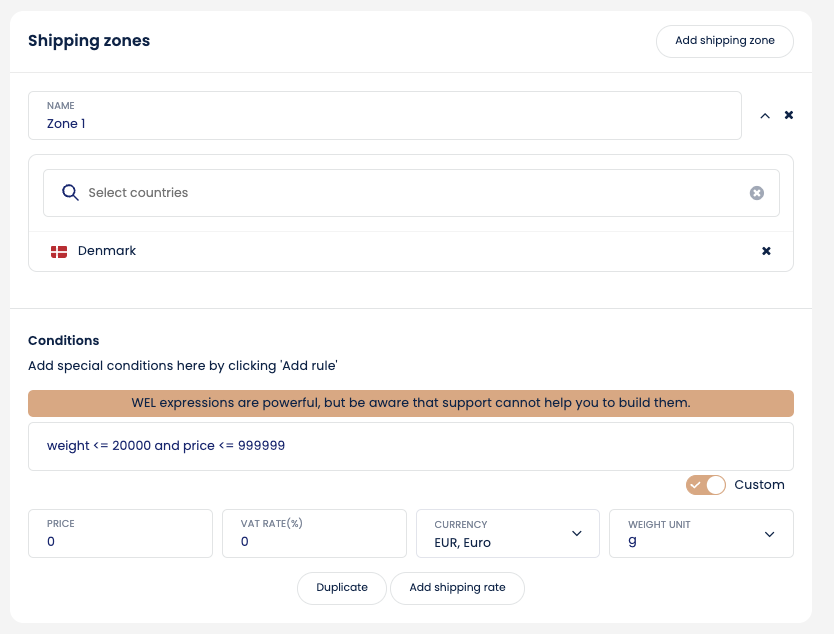 Shipping zones
Add shipping zone
NAME
Zone 1
Select countries
Denmark
Conditions
Add special conditions here by clicking 'Add rule'
WEL expressions are powerful, but be aware that support cannot help you to build them.
weight <= 20000 and price <= 999999
Custom
PRICE
0
VAT RATE(%)
0
CURRENCY
EUR, Euro
WEIGHT UNIT
g
Duplicate
Add shipping rate